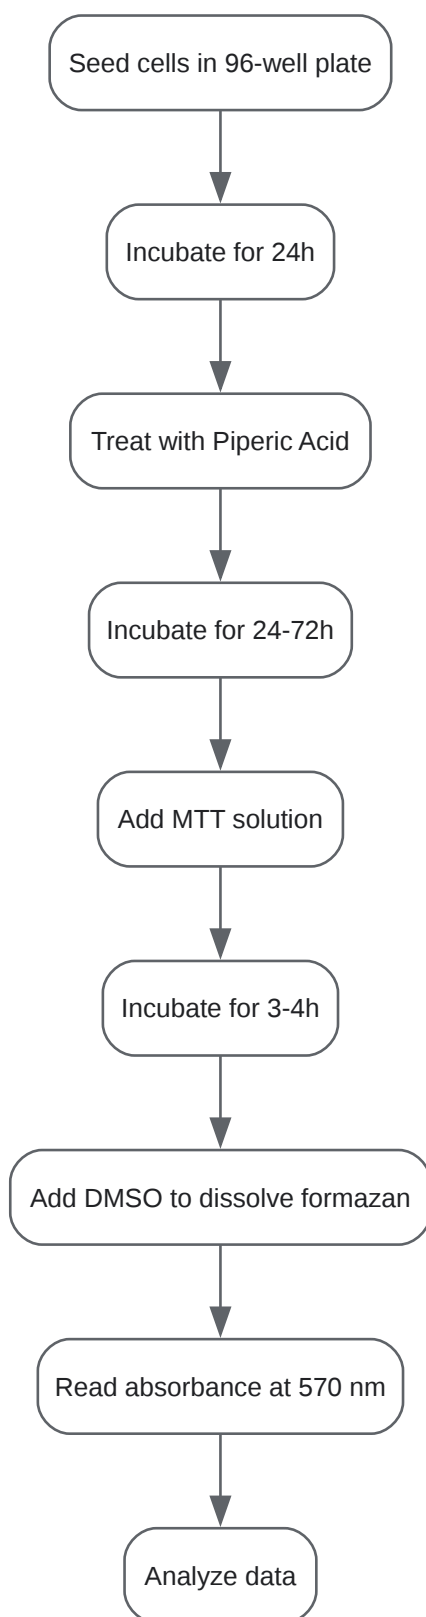 Seed cells in 96-well plate
Incubate for 24h
Treat with Piperic Acid
Incubate for 24-72h
Add MTT solution
Incubate for 3-4h
Add DMSO to dissolve formazan
Read absorbance at 570 nm
Analyze data